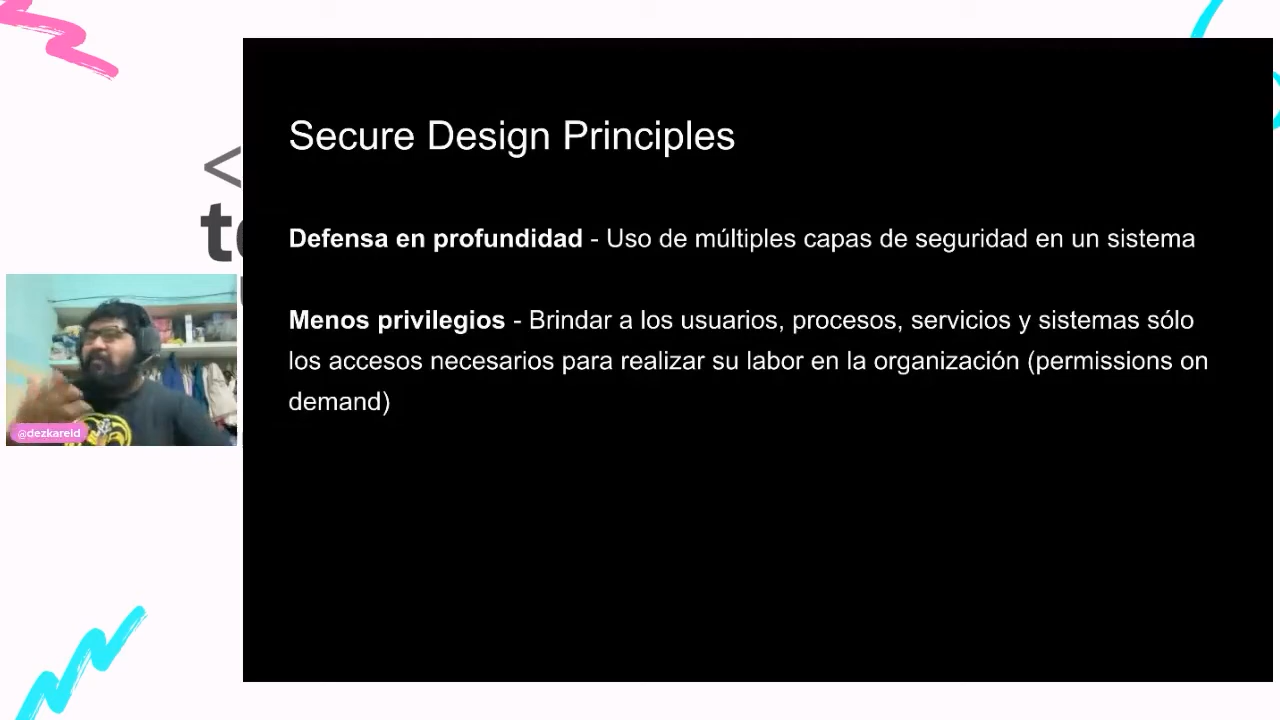 Secure Design Principles
Defensa en profundidad - Uso de múltiples capas de seguridad en un sistema
Menos privilegios - Brindar a los usuarios, procesos, servicios y sistemas sólo
los accesos necesarios para realizar su labor en la organización (permissions on
demand)
<
@dezkareid